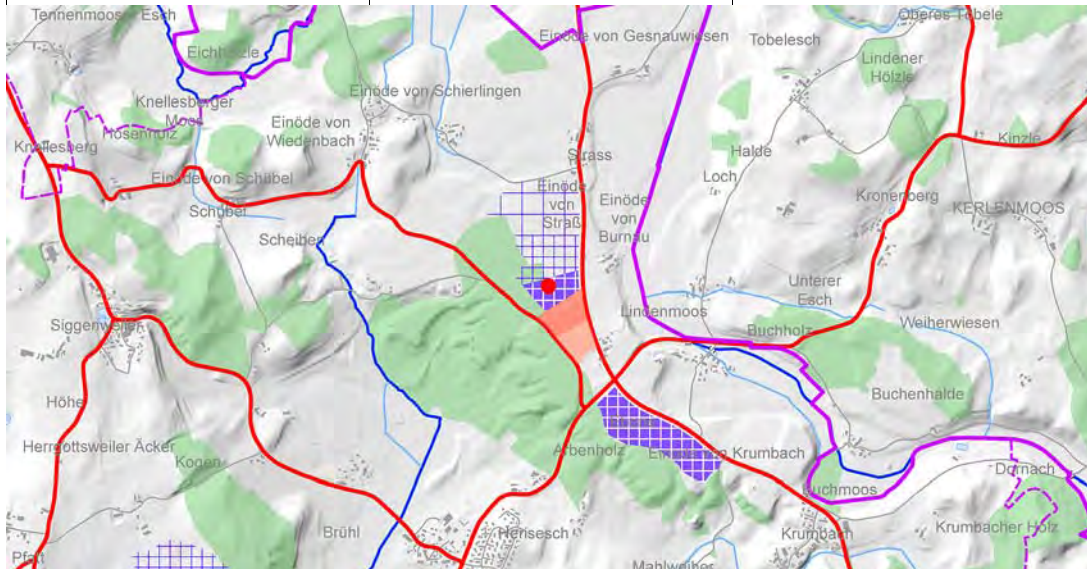 Tennenmoos
Esch
Eichhölzle
Einöde von Gesnauwiesen
Oberes Tobele
Tobelesch
Lindener
Hölzle
Einöde von Schierlingen
Knellesberger
Moos
Hosenholz
Einöde von
Wiedenbach
Knellesberg
Strass
Halde
Kinzle
Einöde von Schübel
Loch
Einöde
von
Straß
Einöde
von
Burnau
Kronenberg
KERLENMOOS
Schübel
Scheiben
Unterer
Esch
Lindenmoos
Siggenweiler
Buchholz
Weiherwiesen
Höhe
Buchenhalde
Herrgottsweiler Äcker
Kogen
Arbenholz
Krumbach
Dornach
Buchmoos
Brühl
Herisesch
Krumbach
Krumbacher Holz
Mahlweiher